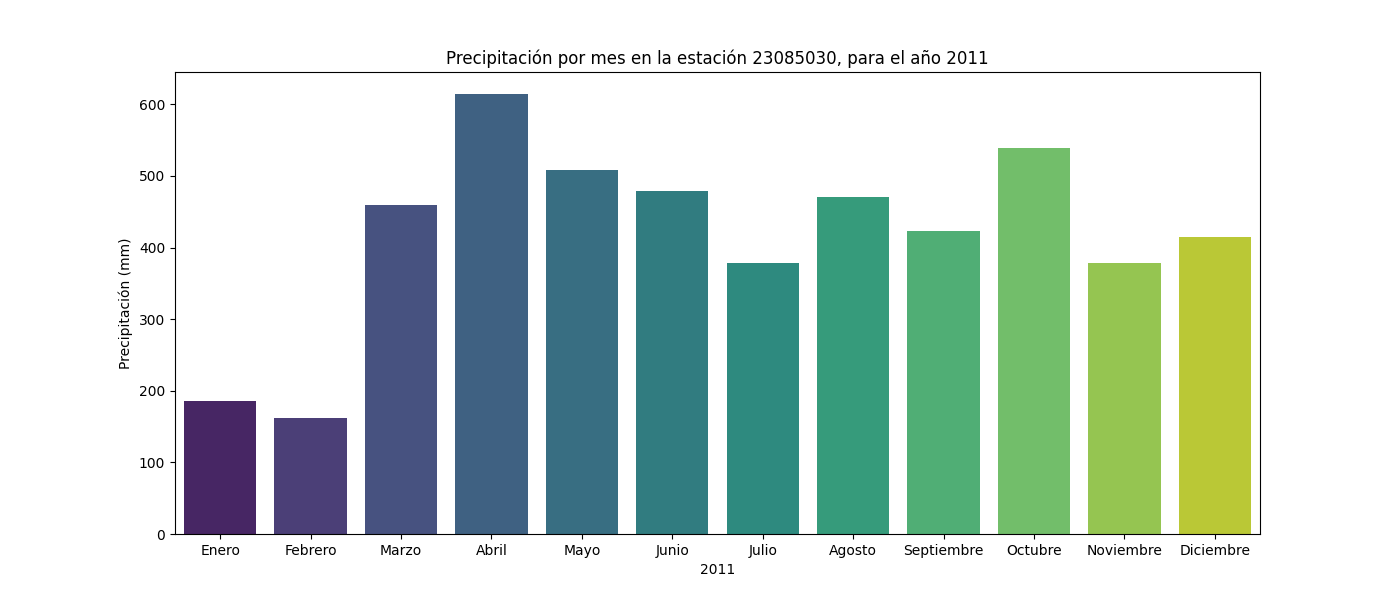 Precipitación por mes en la estación 23085030, para el año 2011
Precipitación (mm)
600
500
400
300
200
100
0
Enero Febrero Marzo Abril Mayo Junio Julio Agosto Septiembre Octubre Noviembre Diciembre
2011